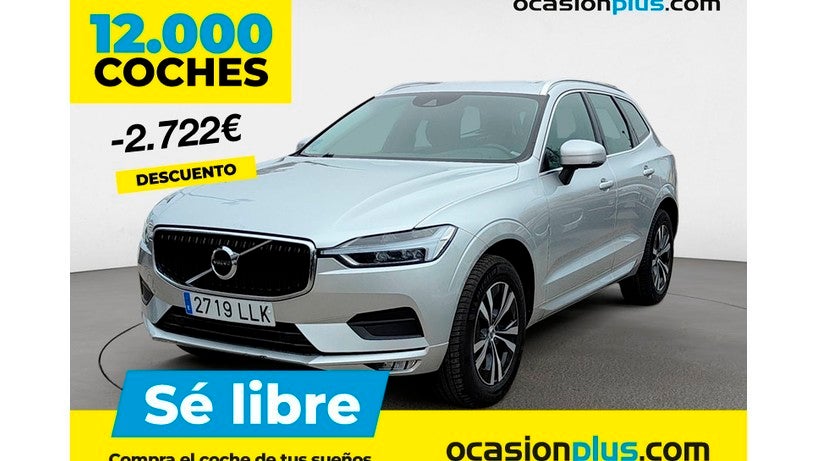 12.000
COCHES
ocasionplus.com
-2.722€
DESCUENTO
VOLVO
2719 LLK
Sé libre
Compra el coche de tus sueños
ocasionplus.com